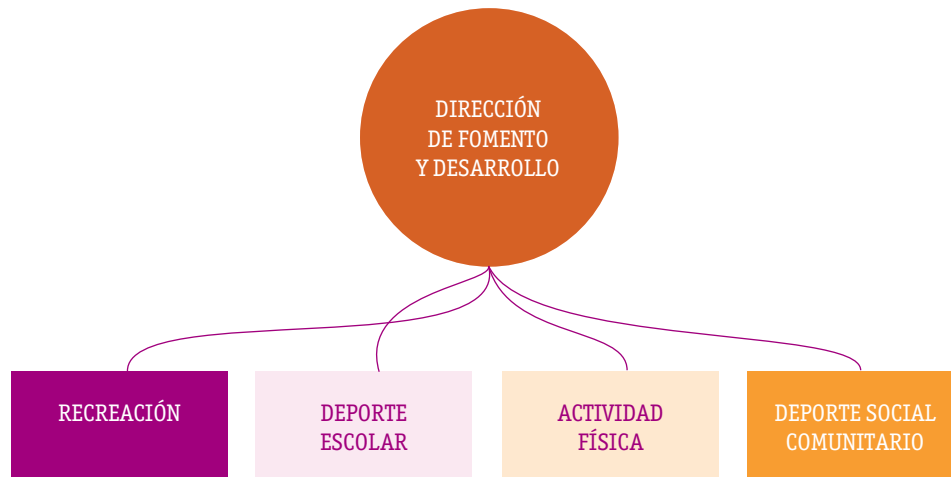 DIRECCIÓN
DE FOMENTO
Y DESARROLLO
RECREACIÓN
DEPORTE
ESCOLAR
ACTIVIDAD
FÍSICA
DEPORTE SOCIAL
COMUNITARIO